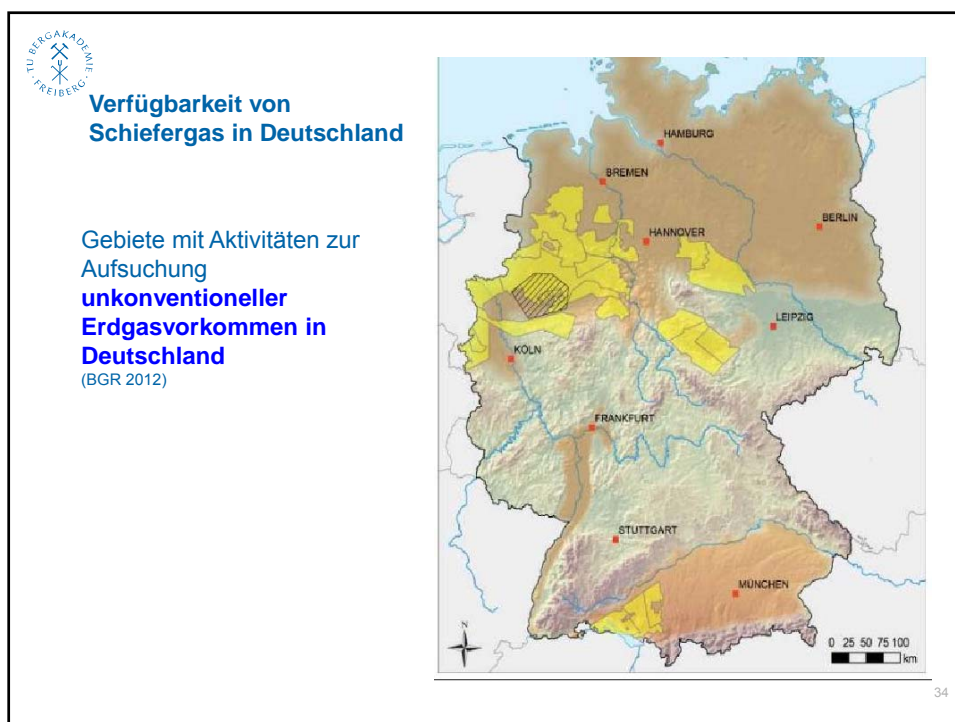 TU BERGAKADEMIE
FREIBERG
Verfügbarkeit von
Schiefergas in Deutschland
Gebiete mit Aktivitäten zur
Aufsuchung
unkonventioneller
Erdgasvorkommen in
Deutschland
(BGR 2012)
HAMBURG
BREMEN
BERLIN
HANNOVER
LEIPZIG
KÖLN
FRANKFURT
STUTTGART
MÜNCHEN
N
0 25 50 75 100
km
34